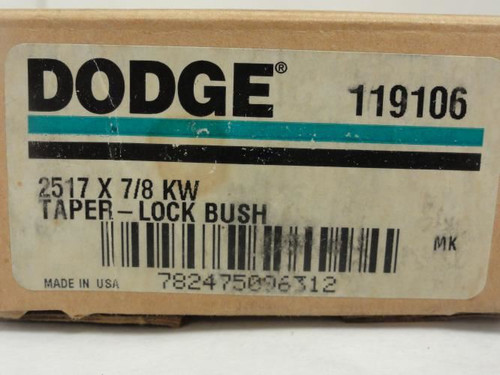 DODGE® 119106
2517 X 7/8 KW
TAPER-LOCK BUSH
MK
MADE IN USA 782475096312